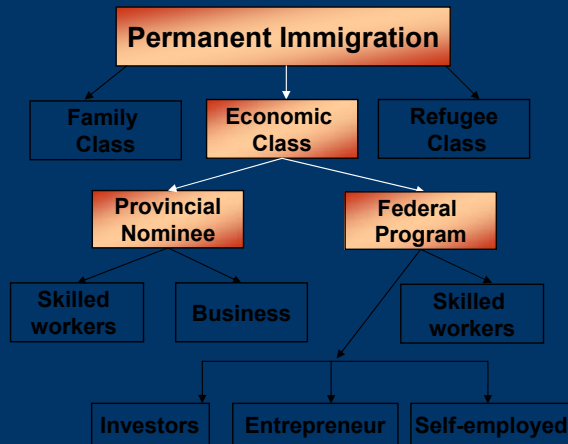 Permanent Immigration
Family
Class
Economic
Class
Refugee
Class
Provincial
Nominee
Federal
Program
Skilled
workers
Business
Skilled
workers
Investors
Entrepreneur
Self-employed